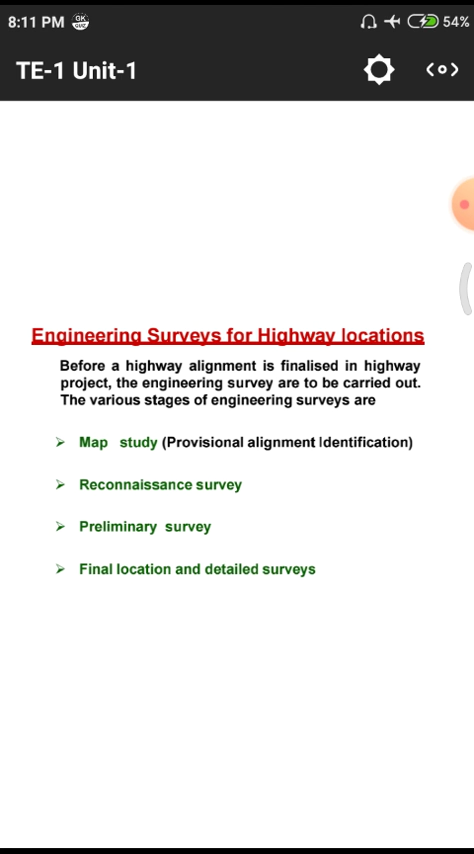 8:11 PM
54%
TE-1 Unit-1
Engineering Surveys for Highway locations
Before a highway alignment is finalised in highway
project, the engineering survey are to be carried out.
The various stages of engineering surveys are
➢ Map study (Provisional alignment Identification)
➢ Reconnaissance survey
➢ Preliminary survey
➢ Final location and detailed surveys